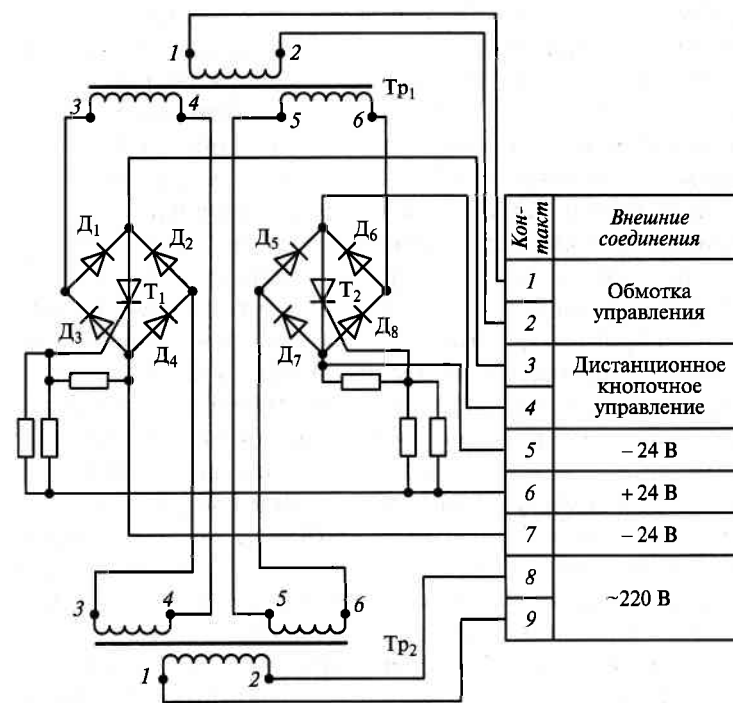 1 2
Тр₁
3 4 5 6
Д₁ Д₂ Д₅ Д₆
Т₁ Т₂
Д₃ Д₄ Д₇ Д₈
3 4 5 6
Тр₂
1 2
Кон-
такт
Внешние
соединения
1
Обмотка
управления
2
3
Дистанционное
кнопочное
управление
4
5 – 24 В
6 + 24 В
7 – 24 В
8
~220 В
9